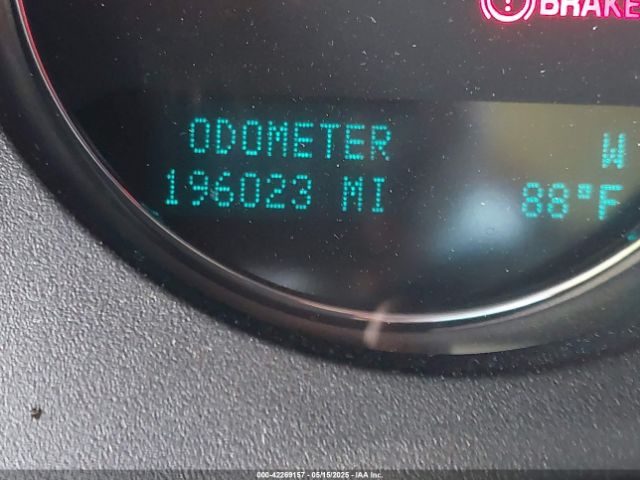 BRAKE
ODOMETER W
196023 MI 88°F
000-42269157 - 05/15/2025 - IAA Inc.